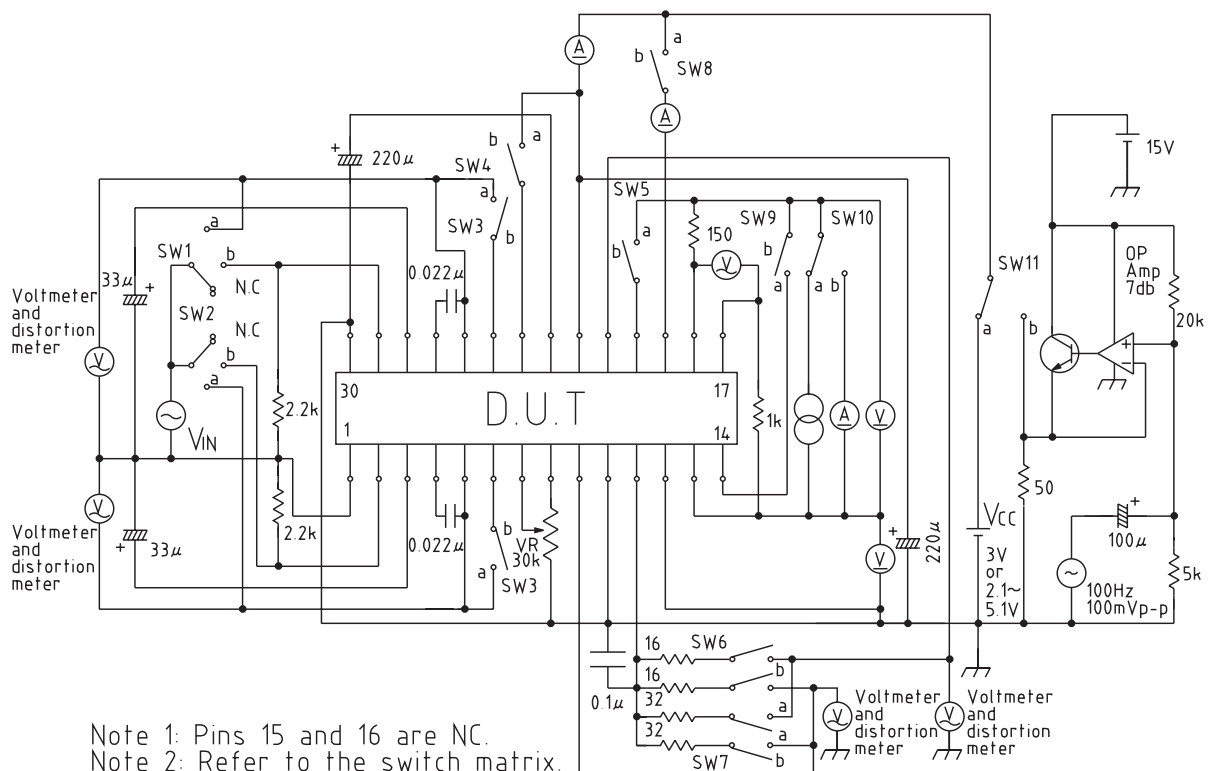 A
a
b
SW8
A
b
a
+
220μ
SW4
15V
a
SW3
b
SW5
a
b
150
SW9
SW10
b
a
a b
V
SW11
a
b
OP
Amp
7db
20k
+
−
a
SW1
b
33μ
+
N.C
SW2
N.C
b
a
0.022μ
Voltmeter
and
distortion
meter
V
VIN
2.2k
30
17
D.U.T
1
14
1k
A
V
2.2k
V
Voltmeter
and
distortion
meter
33μ
+
0.022μ
b
VR
30k
a
SW3
+
220μ
V
50
VCC
3V
or
2.1~
5.1V
+
100μ
100Hz
100mVp-p
5k
0.1μ
16
SW6
b
16
32
a
32
a
SW7
b
V
Voltmeter
and
distortion
meter
V
Voltmeter
and
distortion
meter
Note 1: Pins 15 and 16 are NC.
Note 2: Refer to the switch matrix.